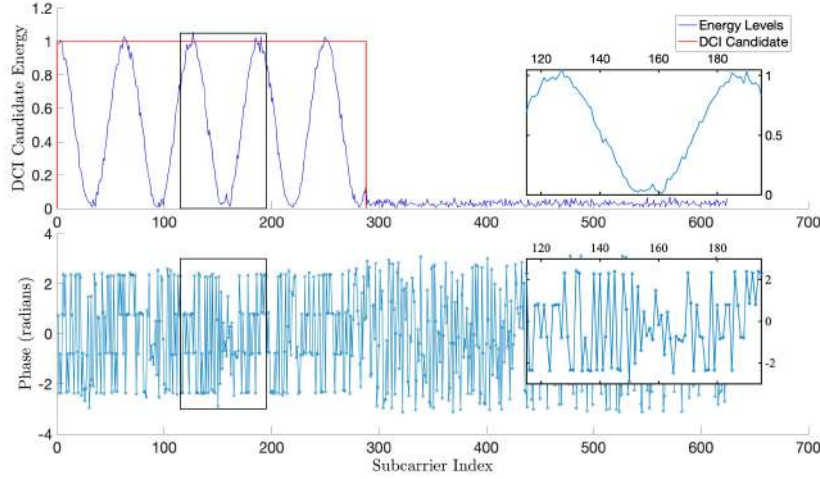 1.2
1
0.8
0.6
0.4
0.2
0
DCI Candidate Energy
0 100 200 300 400 500 600 700
Energy Levels
DCI Candidate
120 140 160 180
1
0.5
0
4
2
0
-2
-4
Phase (radians)
0 100 200 300 400 500 600 700
Subcarrier Index
120 140 160 180
2
0
-2